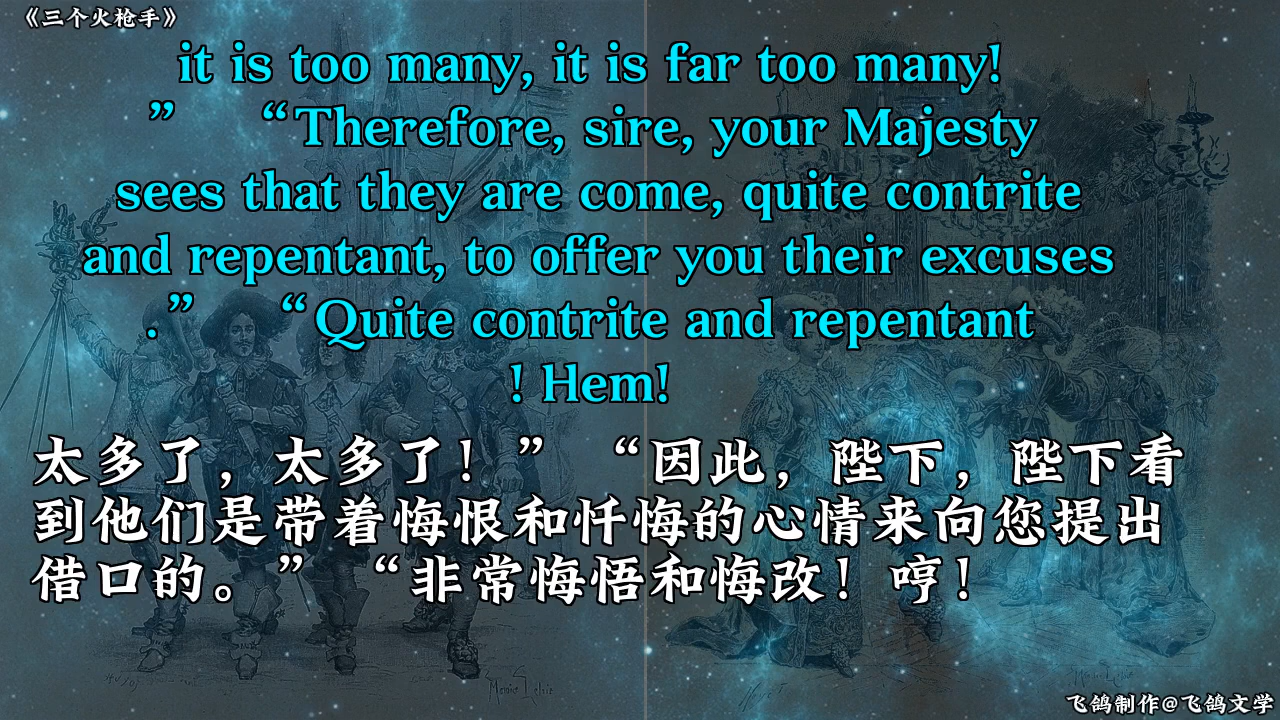 《三个火枪手》
it is too many, it is far too many!
” “Therefore, sire, your Majesty
sees that they are come, quite contrite
and repentant, to offer you their excuses
.” “Quite contrite and repentant
! Hem!
太多了，太多了！” “因此，陛下，陛下看
到他们是带着悔恨和忏悔的心情来向您提出
借口的。” “非常悔悟和悔改！哼！
飞鸽制作@飞鸽文学